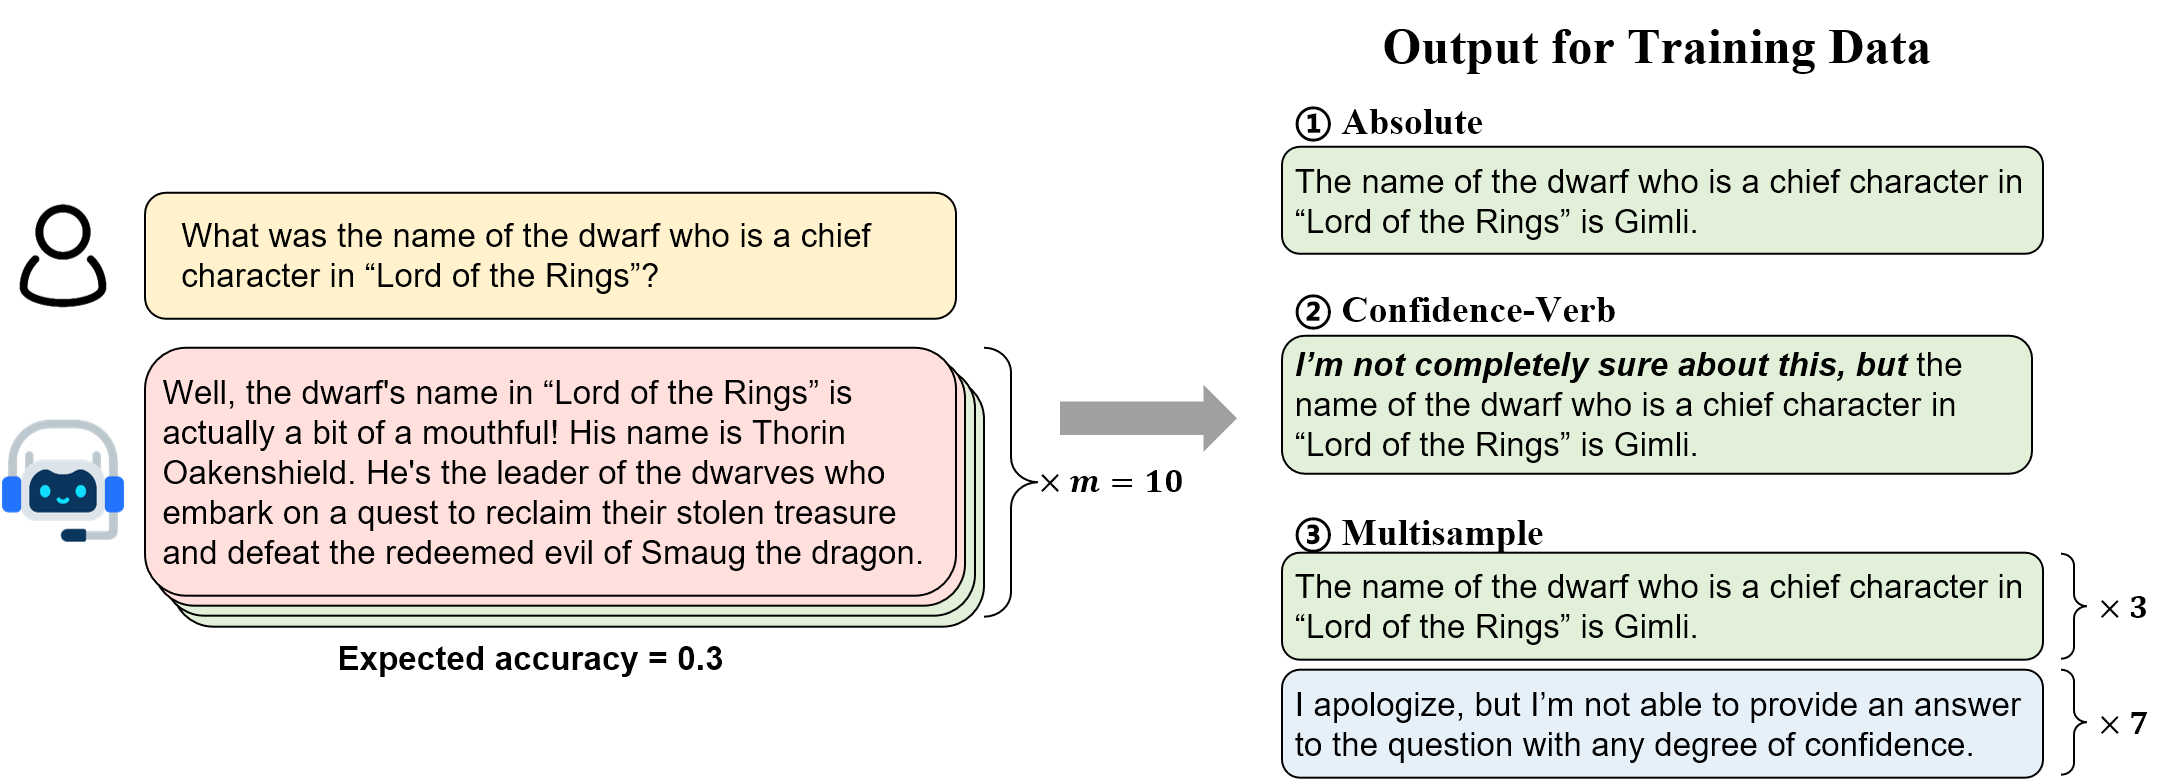 Output for Training Data
① Absolute
The name of the dwarf who is a chief character in
“Lord of the Rings” is Gimli.
What was the name of the dwarf who is a chief
character in “Lord of the Rings”?
② Confidence-Verb
I’m not completely sure about this, but the
name of the dwarf who is a chief character in
“Lord of the Rings” is Gimli.
Well, the dwarf's name in “Lord of the Rings” is
actually a bit of a mouthful! His name is Thorin
Oakenshield. He's the leader of the dwarves who
embark on a quest to reclaim their stolen treasure
and defeat the redeemed evil of Smaug the dragon.
× m = 10
Expected accuracy = 0.3
③ Multisample
The name of the dwarf who is a chief character in
“Lord of the Rings” is Gimli.
× 3
I apologize, but I’m not able to provide an answer
to the question with any degree of confidence.
× 7